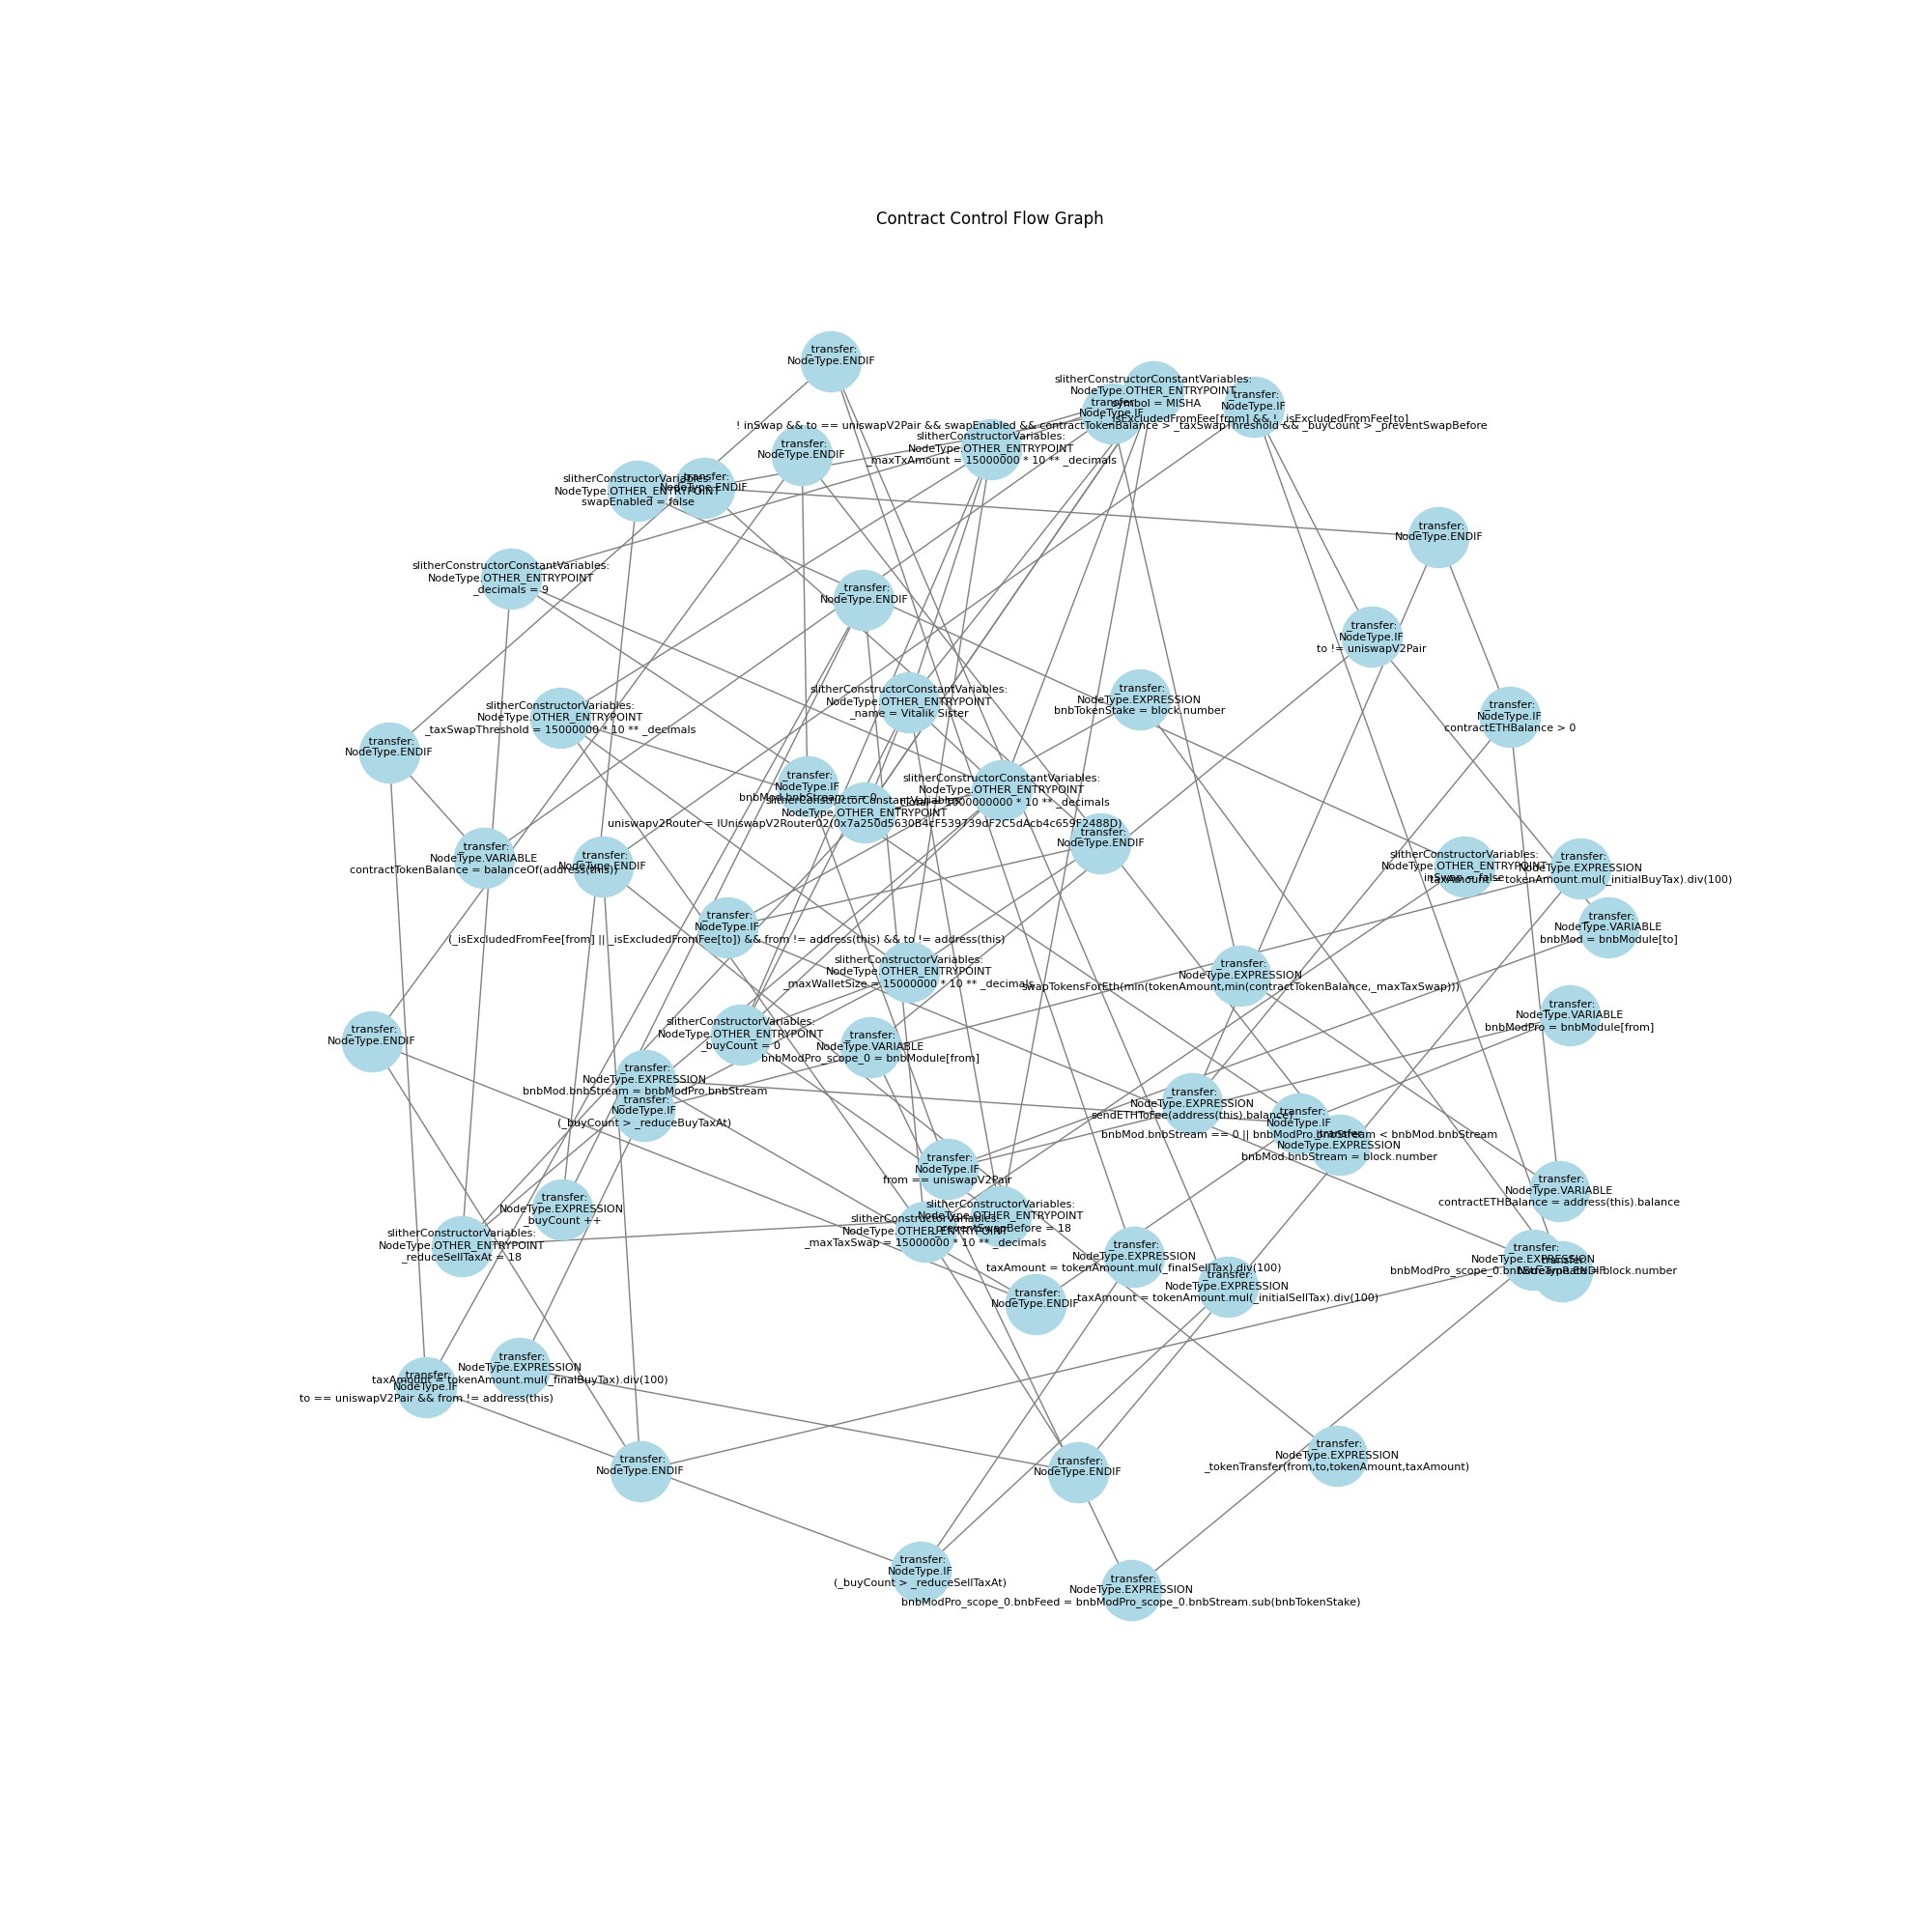 Contract Control Flow Graph
_transfer:
NodeType.ENDIF
slitherConstructorConstantVariables:
NodeType.OTHER_ENTRYPOINT
_symbol = MISHA
_transfer:
NodeType.IF
! inSwap && to == uniswapV2Pair && swapEnabled && contractTokenBalance > _taxSwapThreshold && _buyCount > _preventSwapBefore
_transfer:
NodeType.IF
! _isExcludedFromFee[from] && ! _isExcludedFromFee[to]
_transfer:
NodeType.ENDIF
slitherConstructorVariables:
NodeType.OTHER_ENTRYPOINT
_maxTxAmount = 15000000 * 10 ** _decimals
slitherConstructorVariables:
NodeType.OTHER_ENTRYPOINT
swapEnabled = false
_transfer:
NodeType.ENDIF
_transfer:
NodeType.ENDIF
slitherConstructorConstantVariables:
NodeType.OTHER_ENTRYPOINT
_decimals = 9
_transfer:
NodeType.ENDIF
_transfer:
NodeType.IF
to != uniswapV2Pair
slitherConstructorConstantVariables:
NodeType.OTHER_ENTRYPOINT
_name = Vitalik Sister
_transfer:
NodeType.EXPRESSION
bnbTokenStake = block.number
slitherConstructorVariables:
NodeType.OTHER_ENTRYPOINT
_taxSwapThreshold = 15000000 * 10 ** _decimals
_transfer:
NodeType.IF
contractETHBalance > 0
_transfer:
NodeType.ENDIF
_transfer:
NodeType.IF
bnbMod.bnbStream == 0
slitherConstructorConstantVariables:
NodeType.OTHER_ENTRYPOINT
_tTotal = 1000000000 * 10 ** _decimals
slitherConstructorConstantVariables:
NodeType.OTHER_ENTRYPOINT
uniswapv2Router = IUniswapV2Router02(0x7a250d5630B4cF539739dF2C5dAcb4c659F2488D)
_transfer:
NodeType.ENDIF
_transfer:
NodeType.VARIABLE
contractTokenBalance = balanceOf(address(this))
_transfer:
NodeType.ENDIF
slitherConstructorVariables:
NodeType.OTHER_ENTRYPOINT
inSwap = false
_transfer:
NodeType.EXPRESSION
taxAmount = tokenAmount.mul(_initialBuyTax).div(100)
_transfer:
NodeType.IF
(_isExcludedFromFee[from] || _isExcludedFromFee[to]) && from != address(this) && to != address(this)
_transfer:
NodeType.VARIABLE
bnbMod = bnbModule[to]
slitherConstructorVariables:
NodeType.OTHER_ENTRYPOINT
_maxWalletSize = 15000000 * 10 ** _decimals
_transfer:
NodeType.EXPRESSION
swapTokensForEth(min(tokenAmount,min(contractTokenBalance,_maxTaxSwap)))
_transfer:
NodeType.VARIABLE
bnbModPro = bnbModule[from]
slitherConstructorVariables:
NodeType.OTHER_ENTRYPOINT
_buyCount = 0
_transfer:
NodeType.ENDIF
_transfer:
NodeType.VARIABLE
bnbModPro_scope_0 = bnbModule[from]
_transfer:
NodeType.EXPRESSION
bnbMod.bnbStream = bnbModPro.bnbStream
_transfer:
NodeType.IF
(_buyCount > _reduceBuyTaxAt)
_transfer:
NodeType.EXPRESSION
sendETHToFee(address(this).balance)
_transfer:
NodeType.IF
bnbMod.bnbStream == 0 || bnbModPro.bnbStream < bnbMod.bnbStream
_transfer:
NodeType.EXPRESSION
bnbMod.bnbStream = block.number
_transfer:
NodeType.IF
from == uniswapV2Pair
_transfer:
NodeType.VARIABLE
contractETHBalance = address(this).balance
_transfer:
NodeType.EXPRESSION
_buyCount ++
slitherConstructorVariables:
NodeType.OTHER_ENTRYPOINT
_preventSwapBefore = 18
slitherConstructorVariables:
NodeType.OTHER_ENTRYPOINT
_maxTaxSwap = 15000000 * 10 ** _decimals
slitherConstructorVariables:
NodeType.OTHER_ENTRYPOINT
_reduceSellTaxAt = 18
_transfer:
NodeType.EXPRESSION
taxAmount = tokenAmount.mul(_finalSellTax).div(100)
_transfer:
NodeType.EXPRESSION
= block.number
_transfer:
NodeType.ENDIF
_transfer:
NodeType.EXPRESSION
taxAmount = tokenAmount.mul(_initialSellTax).div(100)
_transfer:
NodeType.ENDIF
_transfer:
NodeType.EXPRESSION
taxAmount = tokenAmount.mul(_finalBuyTax).div(100)
_transfer:
NodeType.IF
to == uniswapV2Pair && from != address(this)
_transfer:
NodeType.ENDIF
_transfer:
NodeType.ENDIF
_transfer:
NodeType.EXPRESSION
_tokenTransfer(from,to,tokenAmount,taxAmount)
_transfer:
NodeType.IF
(_buyCount > _reduceSellTaxAt)
_transfer:
NodeType.EXPRESSION
bnbModPro_scope_0.bnbFeed = bnbModPro_scope_0.bnbStream.sub(bnbTokenStake)